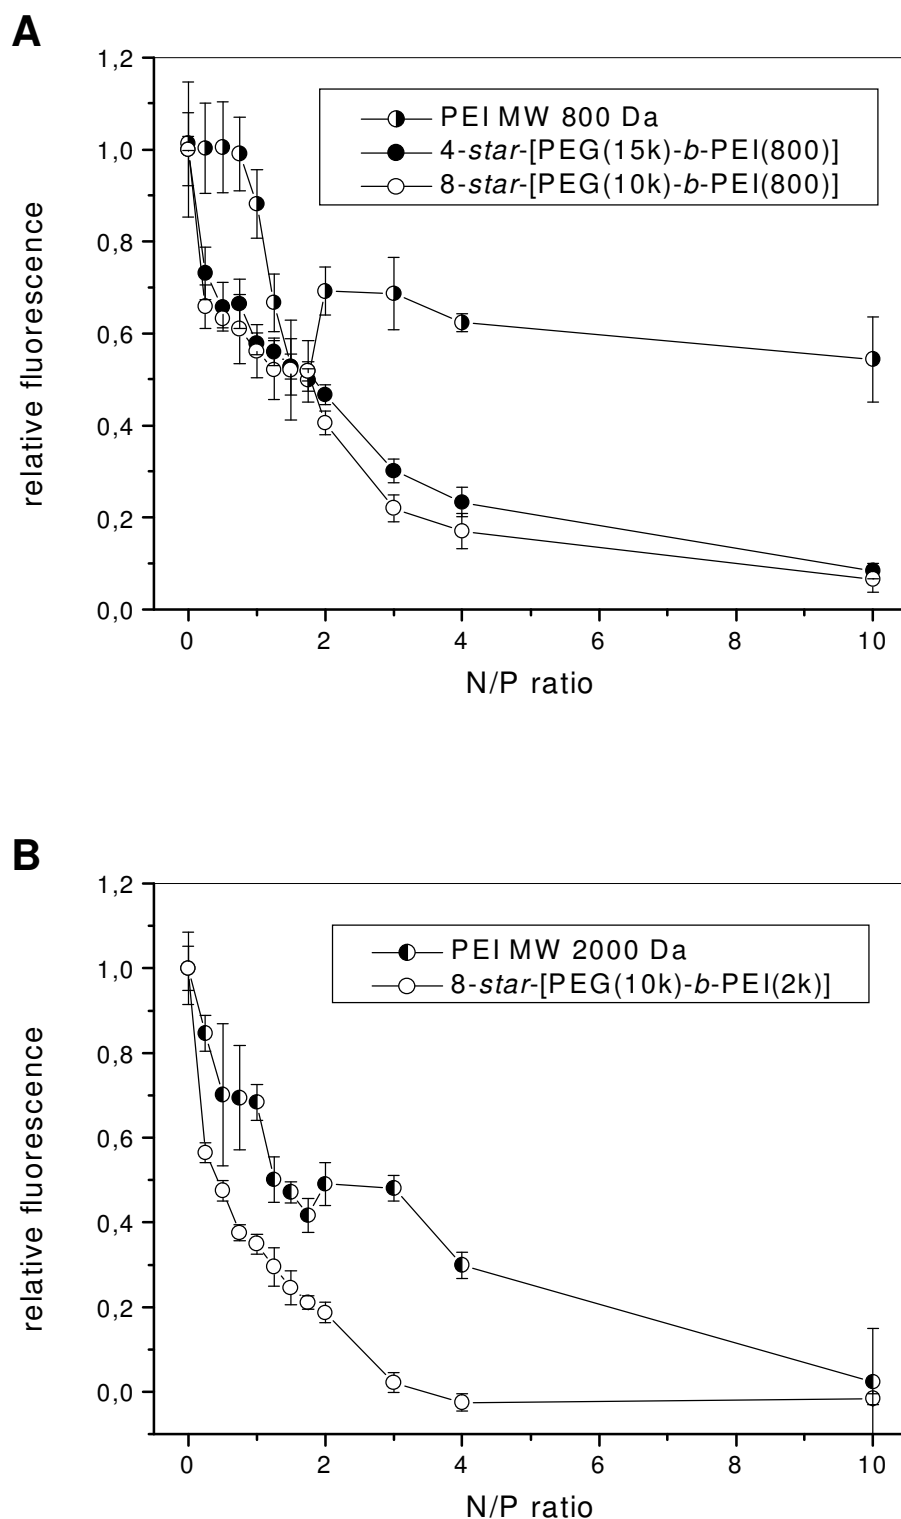 A
1,2
1,0
0,8
0,6
0,4
0,2
0,0
relative fluorescence
PEI MW 800 Da
4-star-[PEG(15k)-b-PEI(800)]
8-star-[PEG(10k)-b-PEI(800)]
0 2 4 6 8 10
N/P ratio
B
1,2
1,0
0,8
0,6
0,4
0,2
0,0
relative fluorescence
PEI MW 2000 Da
8-star-[PEG(10k)-b-PEI(2k)]
0 2 4 6 8 10
N/P ratio